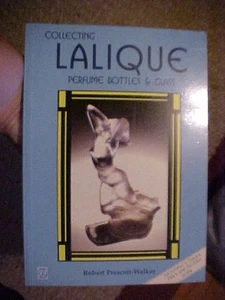 COLLECTING
LALIQUE
PERFUME BOTTLES & GLASS
Robert Prescott-Walker